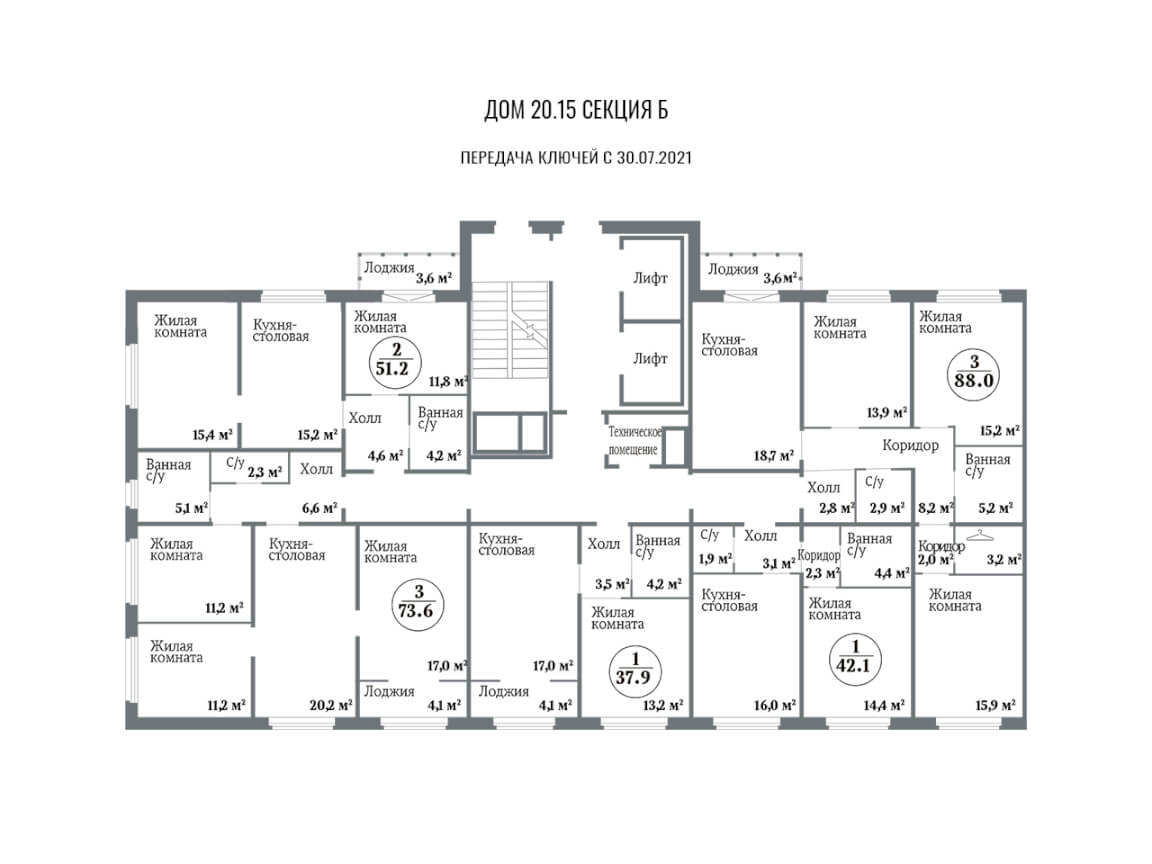 ДОМ 20.15 СЕКЦИЯ Б
ПЕРЕДАЧА КЛЮЧЕЙ С 30.07.2021
Лоджия
3,6 м²
Лоджия
3,6 м²
Лифт
Лифт
Жилая
комната
15,4 м²
Кухня-
столовая
15,2 м²
Жилая
комната
2
51.2
11,8 м²
Холл
4,6 м²
Ванная
с/у
4,2 м²
Техническое
помещение
Кухня-
столовая
18,7 м²
Жилая
комната
13,9 м²
Жилая
комната
3
88.0
15,2 м²
Коридор
8,2 м²
Ванная
с/у
5,2 м²
Холл
2,8 м²
С/у
2,9 м²
Ванная
с/у
5,1 м²
С/у
2,3 м²
Холл
6,6 м²
Жилая
комната
11,2 м²
Жилая
комната
11,2 м²
Кухня-
столовая
20,2 м²
Жилая
комната
3
73.6
17,0 м²
Лоджия
4,1 м²
Кухня-
столовая
17,0 м²
Лоджия
4,1 м²
Холл
3,5 м²
Ванная
с/у
4,2 м²
Жилая
комната
1
37.9
13,2 м²
С/у
1,9 м²
Холл
3,1 м²
Коридор
2,3 м²
Ванная
с/у
4,4 м²
Кухня-
столовая
16,0 м²
Жилая
комната
1
42.1
14,4 м²
Коридор
2,0 м²
3,2 м²
Жилая
комната
15,9 м²